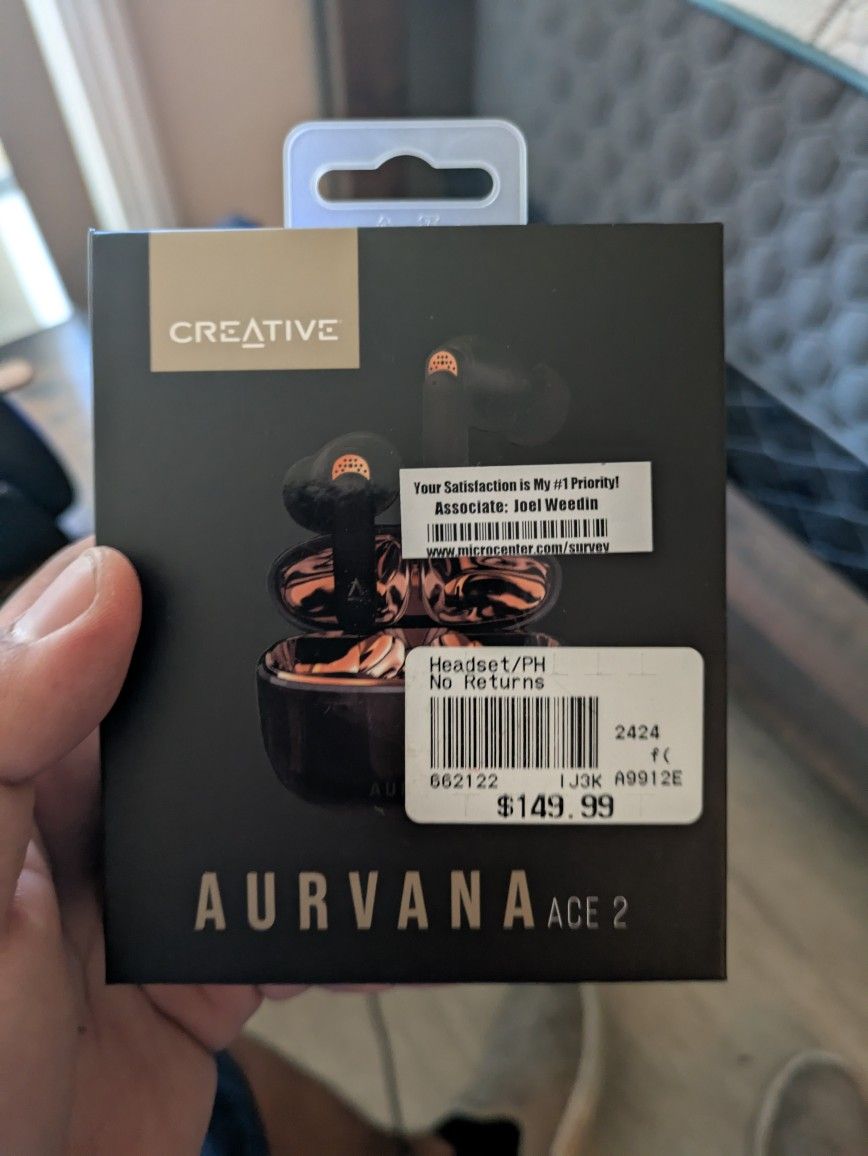 CREATIVE
Your Satisfaction is My #1 Priority!
Associate: Joel Weedin
www.microcenter.com/survey
Headset/PH
No Returns
2424
662122 IJ3K A9912E
$149.99
AU
AURVANA ACE 2